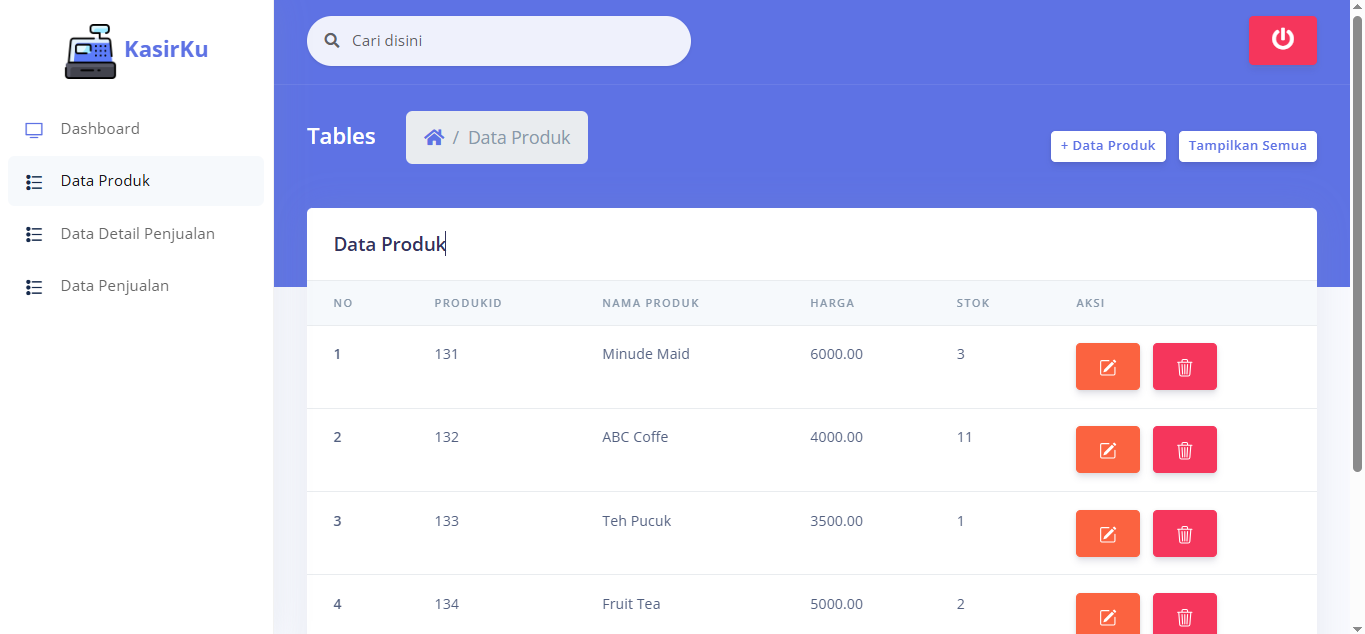 KasirKu
Cari disini
Dashboard
Data Produk
Data Detail Penjualan
Data Penjualan
Tables
/ Data Produk
+ Data Produk
Tampilkan Semua
Data Produk
NO PRODUKID NAMA PRODUK HARGA STOK AKSI
1 131 Minude Maid 6000.00 3
2 132 ABC Coffe 4000.00 11
3 133 Teh Pucuk 3500.00 1
4 134 Fruit Tea 5000.00 2